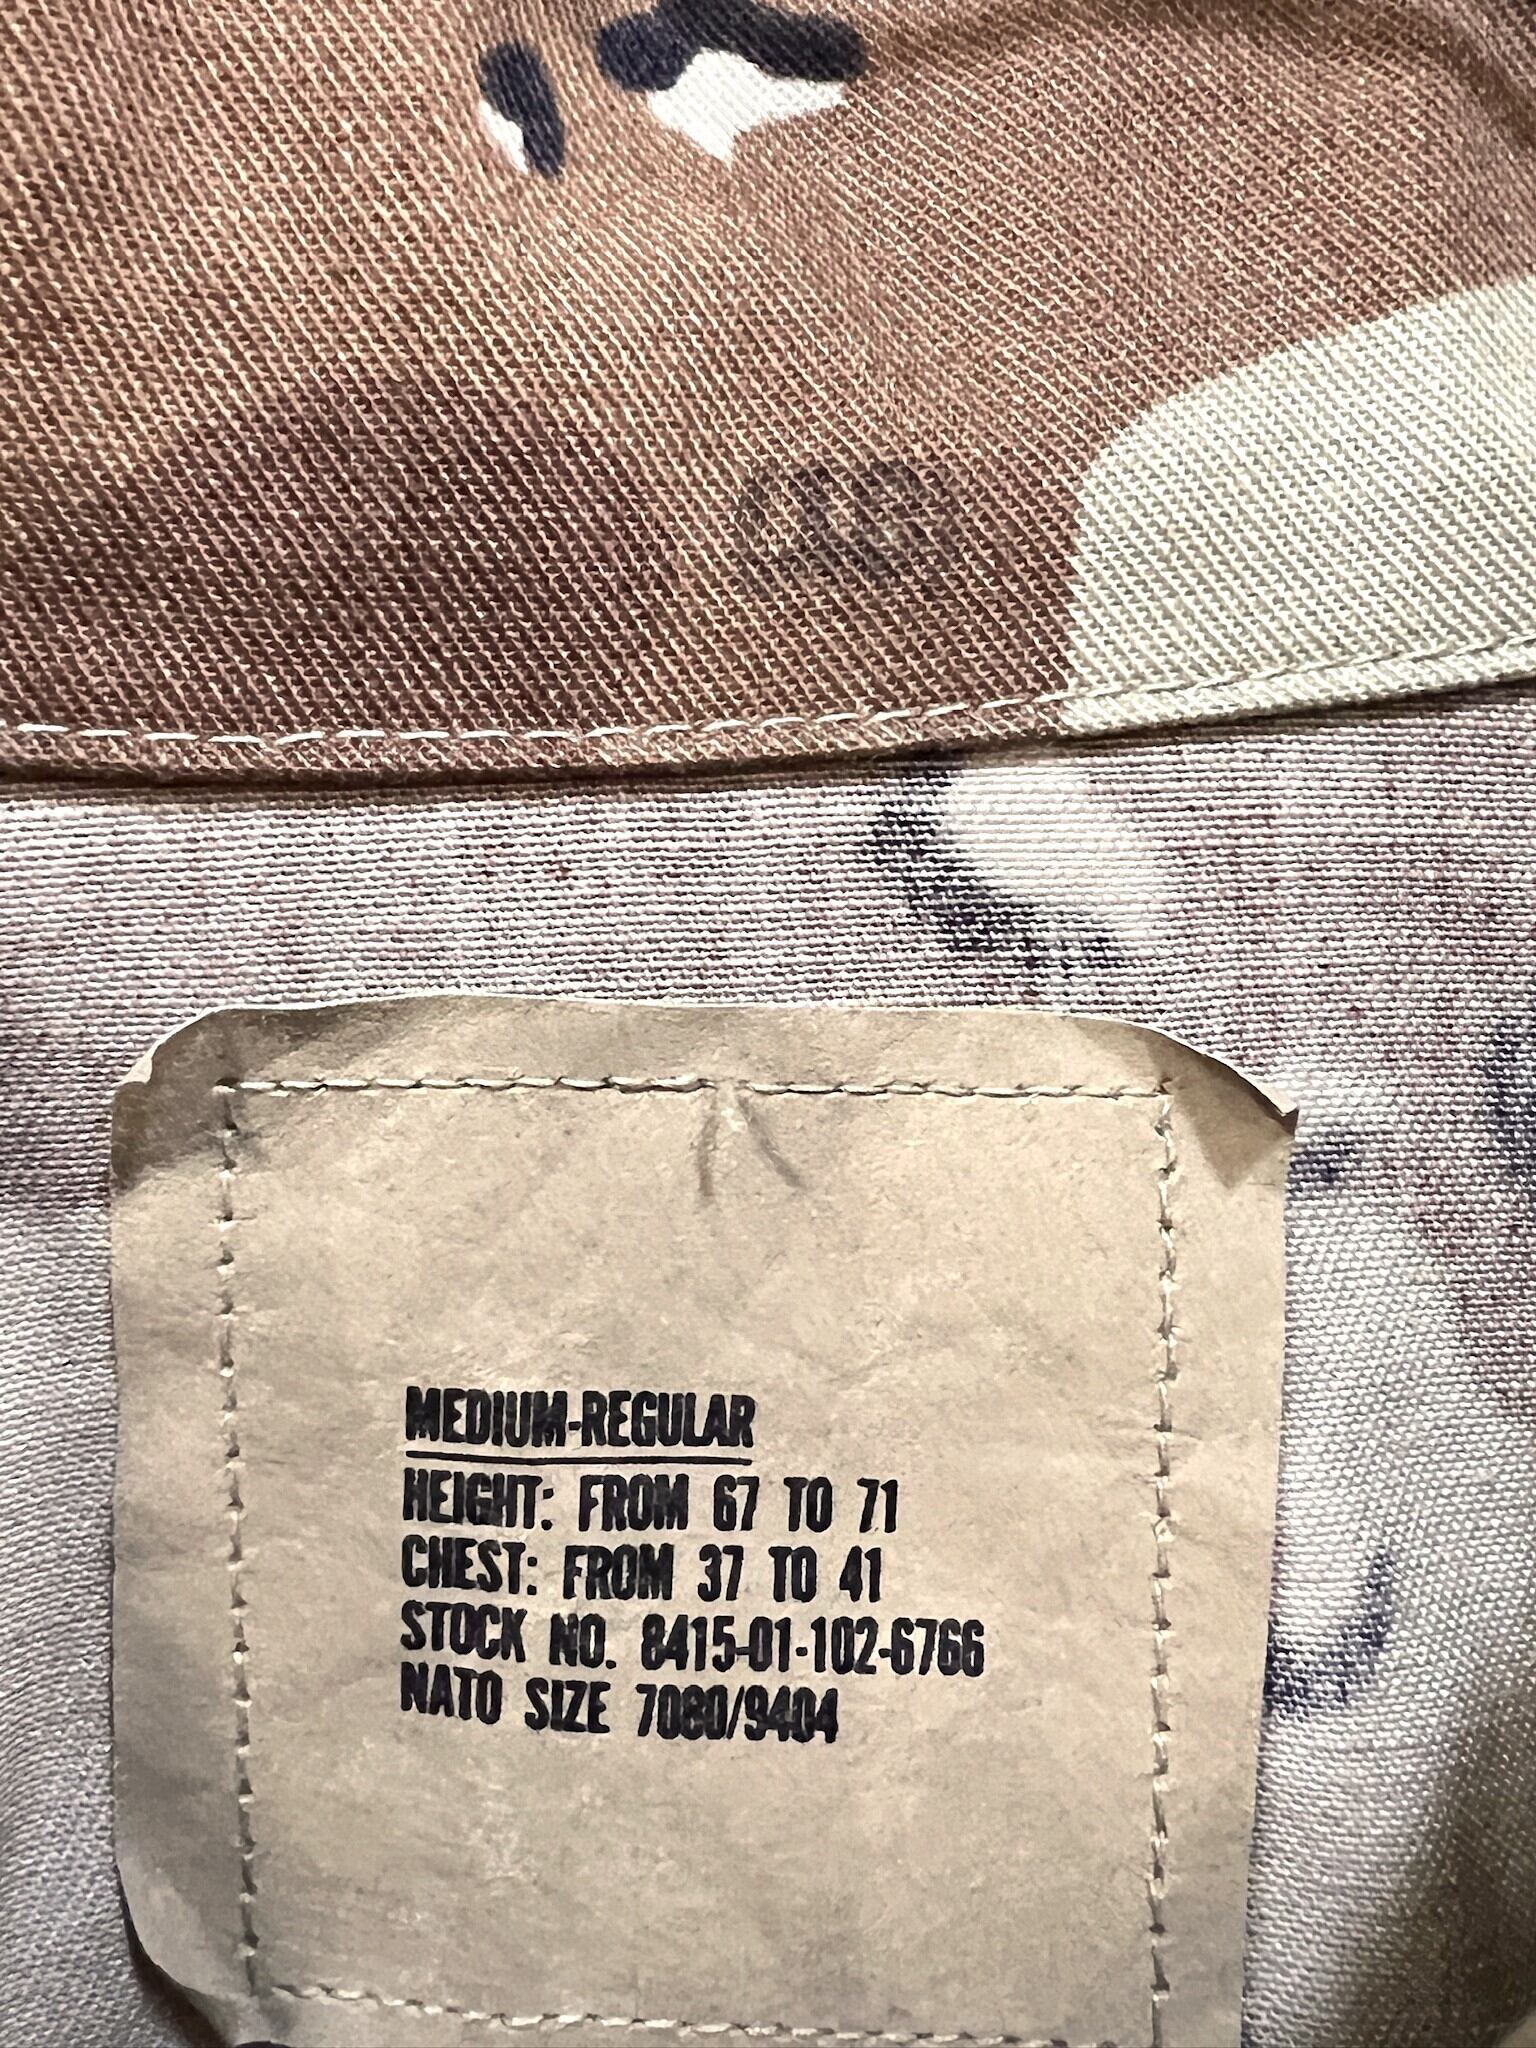 MEDIUM-REGULAR
HEIGHT: FROM 67 TO 71
CHEST: FROM 37 TO 41
STOCK NO. 8415-01-102-6766
NATO SIZE 7080/9404